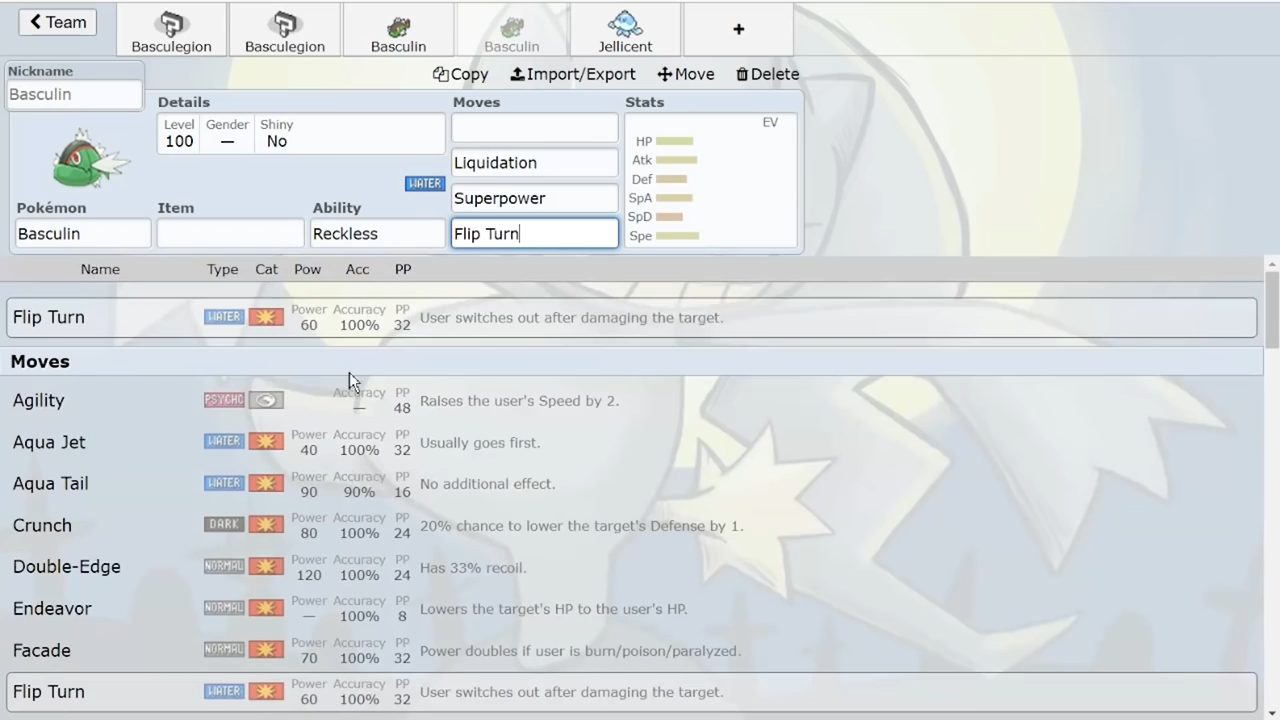 Team
Basculegion
Basculegion
Basculin
Basculin
Jellicent
+
Nickname
Basculin
Copy
Import/Export
Move
Delete
Details
Moves
Stats
Level
100
Gender
—
Shiny
No
EV
HP
Atk
Def
SpA
SpD
Spe
WATER
Liquidation
Superpower
Flip Turn
Pokémon
Basculin
Item
Ability
Reckless
Name Type Cat Pow Acc PP
Flip Turn WATER Power 60 Accuracy 100% PP 32 User switches out after damaging the target.
Moves
Agility PSYCHC Accuracy — PP 48 Raises the user's Speed by 2.
Aqua Jet WATER Power 40 Accuracy 100% PP 32 Usually goes first.
Aqua Tail WATER Power 90 Accuracy 90% PP 16 No additional effect.
Crunch DARK Power 80 Accuracy 100% PP 24 20% chance to lower the target's Defense by 1.
Double-Edge NORMAL Power 120 Accuracy 100% PP 24 Has 33% recoil.
Endeavor NORMAL Power — Accuracy 100% PP 8 Lowers the target's HP to the user's HP.
Facade NORMAL Power 70 Accuracy 100% PP 32 Power doubles if user is burn/poison/paralyzed.
Flip Turn WATER Power 60 Accuracy 100% PP 32 User switches out after damaging the target.